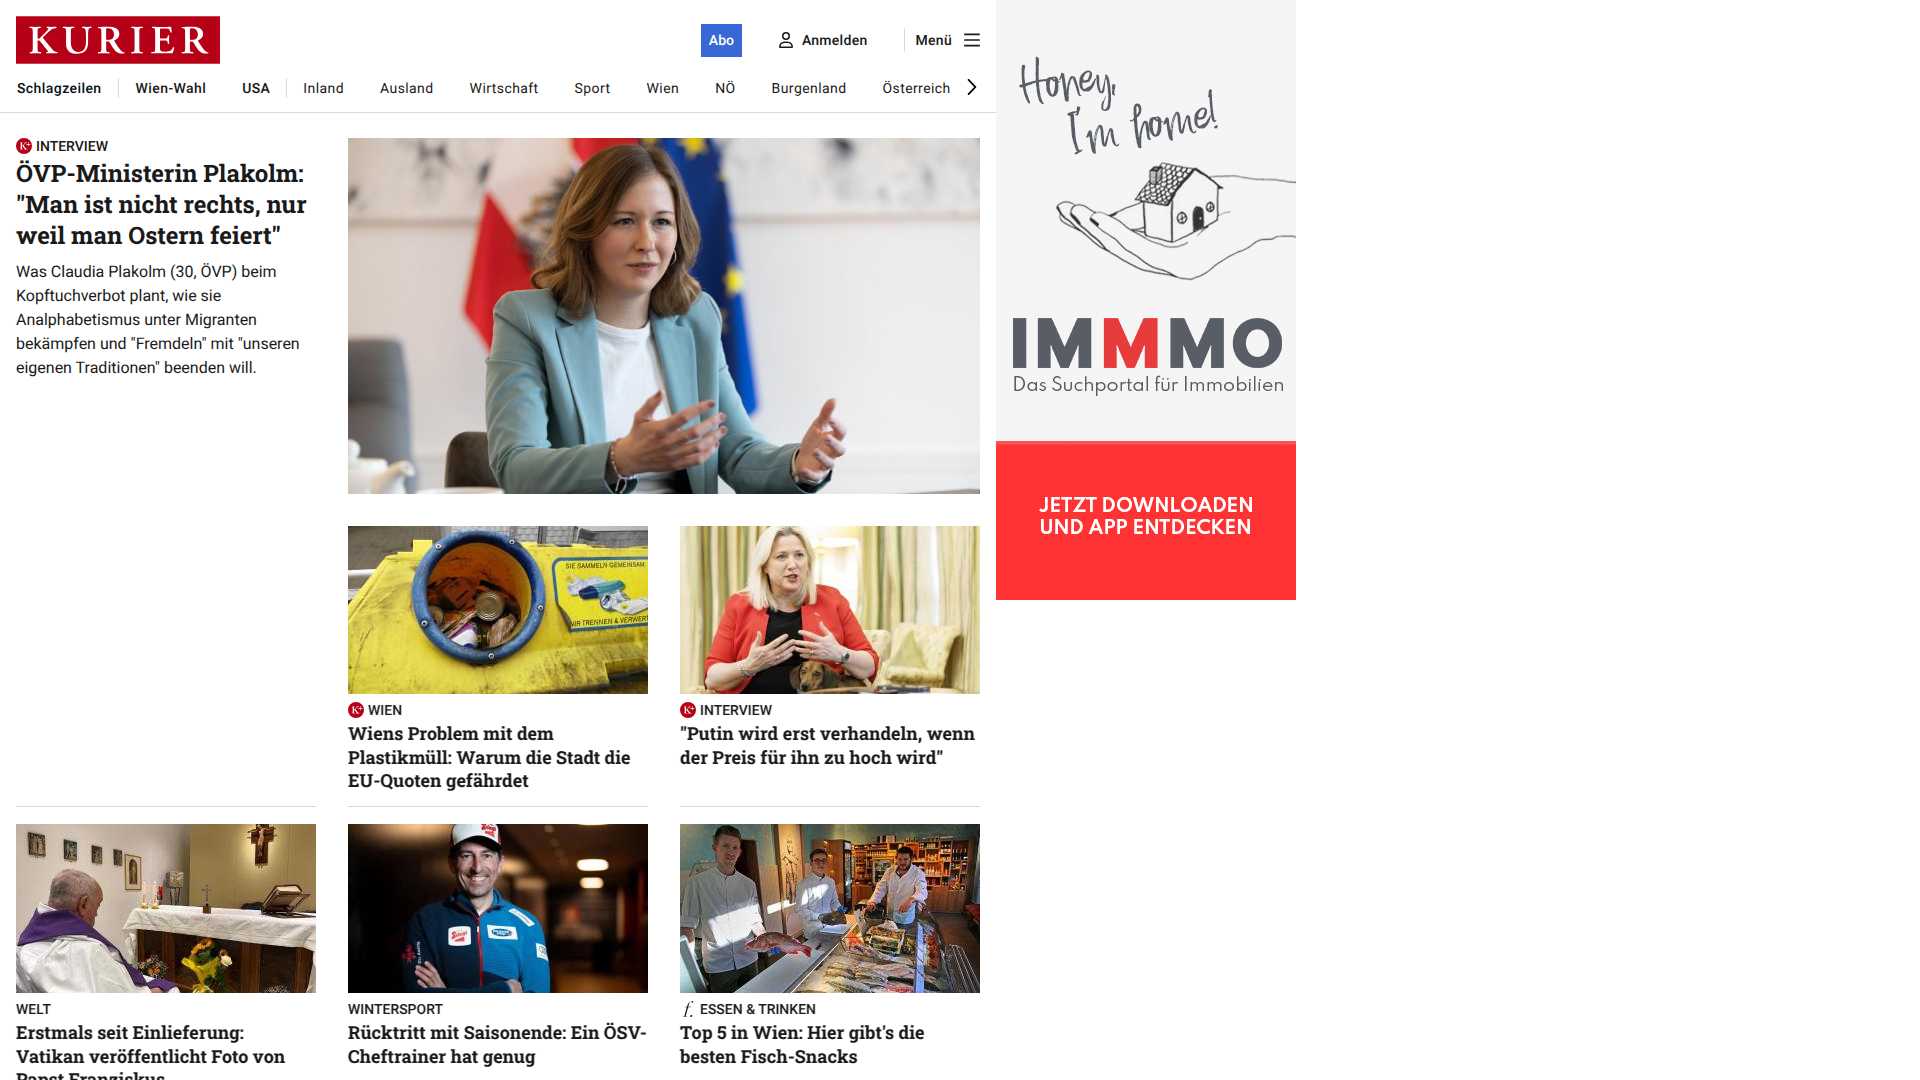 KURIER
Abo
Anmelden
Menü
Schlagzeilen
Wien-Wahl
USA
Inland
Ausland
Wirtschaft
Sport
Wien
NÖ
Burgenland
Österreich
INTERVIEW
ÖVP-Ministerin Plakolm:
"Man ist nicht rechts, nur
weil man Ostern feiert"
Was Claudia Plakolm (30, ÖVP) beim
Kopftuchverbot plant, wie sie
Analphabetismus unter Migranten
bekämpfen und "Fremdeln" mit "unseren
eigenen Traditionen" beenden will.
Honey,
I'm home!
IMMMO
Das Suchportal für Immobilien
JETZT DOWNLOADEN
UND APP ENTDECKEN
SIE SAMMELN GEMEINSAM
WIR TRENNEN & VERWERT
K+ WIEN
Wiens Problem mit dem
Plastikmüll: Warum die Stadt die
EU-Quoten gefährdet
K+ INTERVIEW
"Putin wird erst verhandeln, wenn
der Preis für ihn zu hoch wird"
WELT
Erstmals seit Einlieferung:
Vatikan veröffentlicht Foto von
Papst Franziskus
WINTERSPORT
Rücktritt mit Saisonende: Ein ÖSV-
Cheftrainer hat genug
f. ESSEN & TRINKEN
Top 5 in Wien: Hier gibt's die
besten Fisch-Snacks